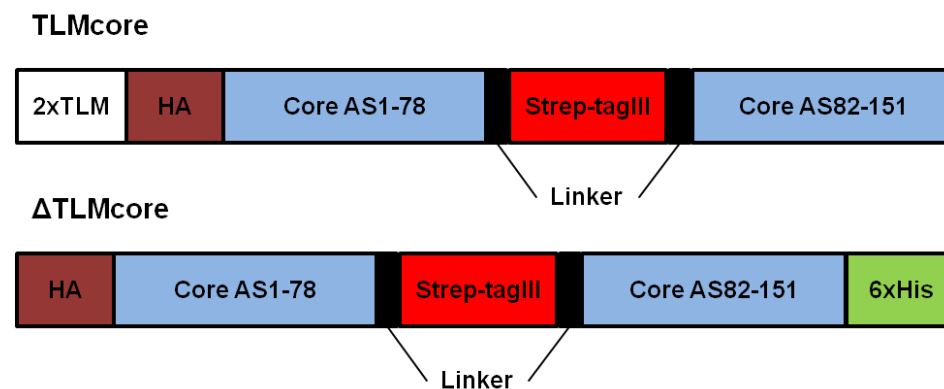 TLMcore
2xTLM HA Core AS1-78 Strep-tagIII Core AS82-151
Linker
ΔTLMcore
HA Core AS1-78 Strep-tagIII Core AS82-151 6xHis
Linker